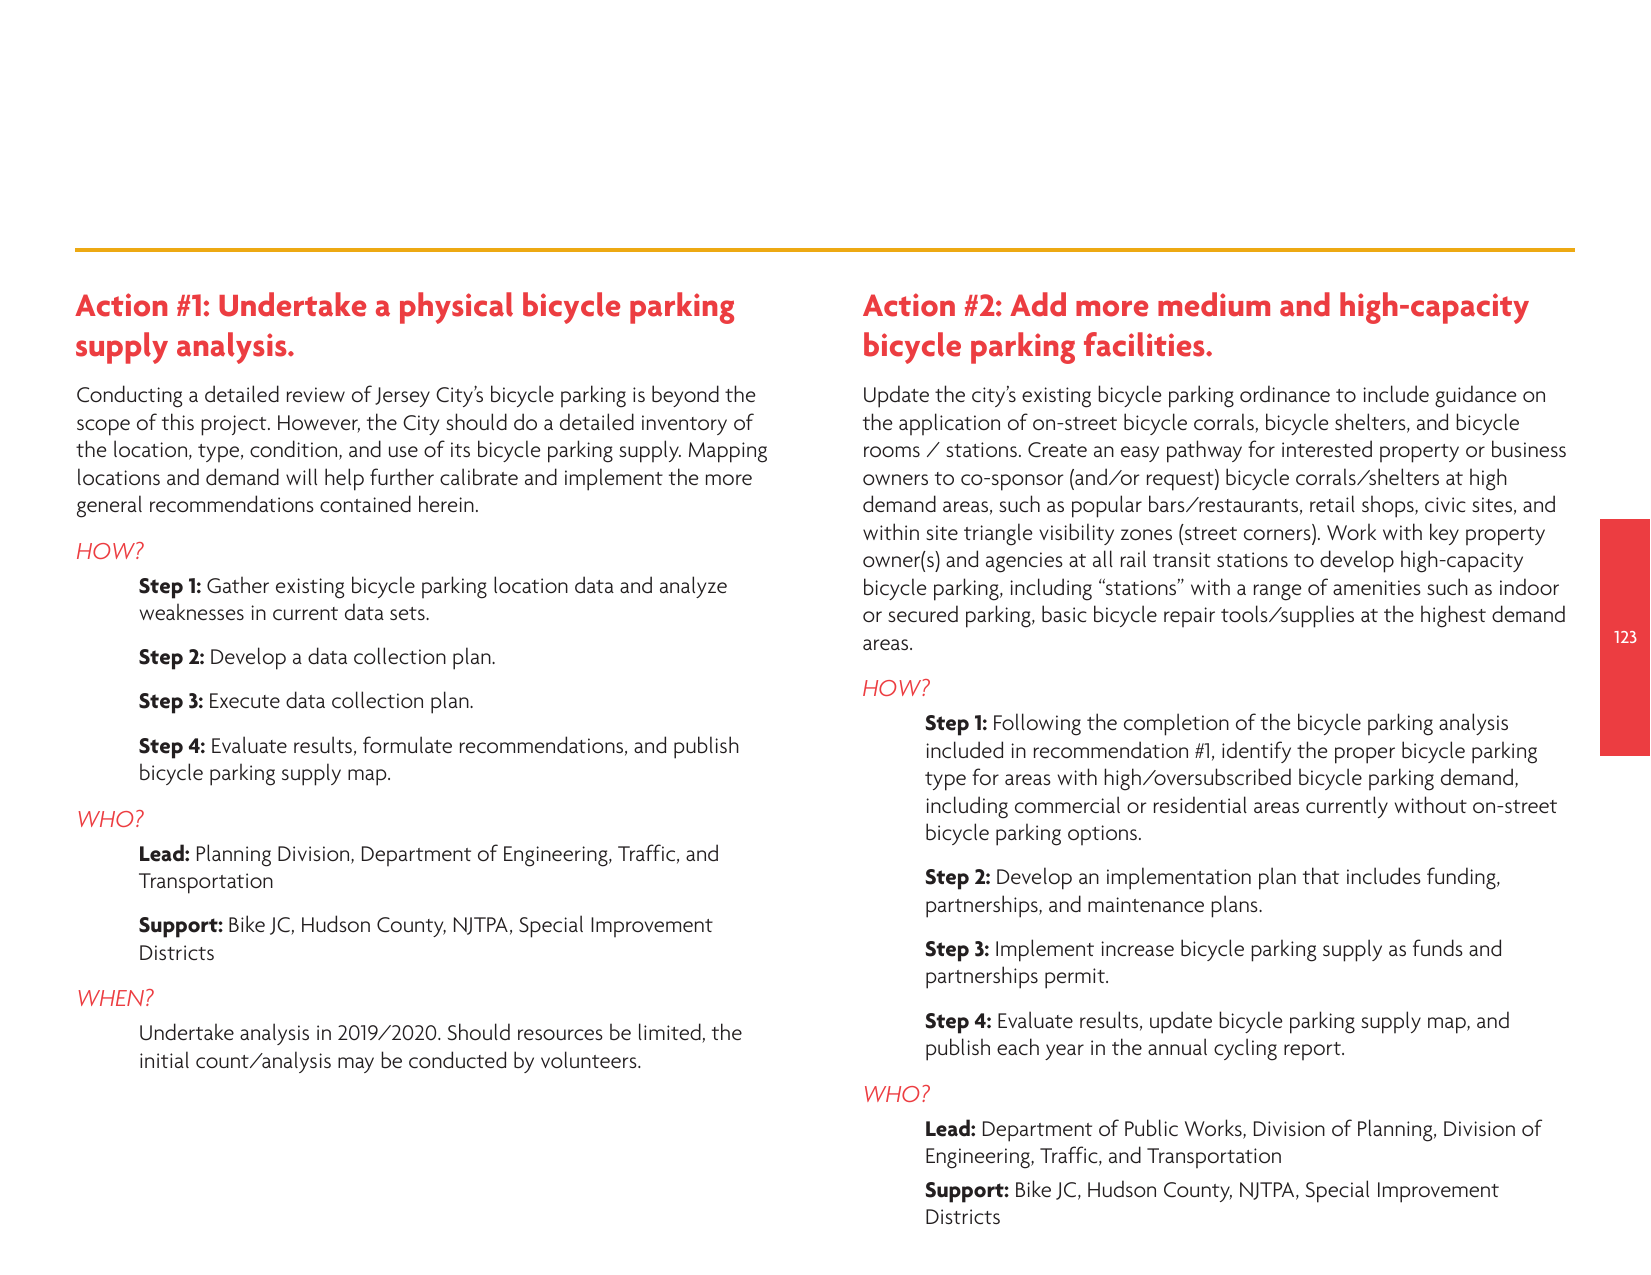 Action #1: Undertake a physical bicycle parking
supply analysis.
Conducting a detailed review of Jersey City’s bicycle parking is beyond the
scope of this project. However, the City should do a detailed inventory of
the location, type, condition, and use of its bicycle parking supply. Mapping
locations and demand will help further calibrate and implement the more
general recommendations contained herein.
HOW?
Step 1: Gather existing bicycle parking location data and analyze
weaknesses in current data sets.
Step 2: Develop a data collection plan.
Step 3: Execute data collection plan.
Step 4: Evaluate results, formulate recommendations, and publish
bicycle parking supply map.
WHO?
Lead: Planning Division, Department of Engineering, Traffic, and
Transportation
Support: Bike JC, Hudson County, NJTPA, Special Improvement
Districts
WHEN?
Undertake analysis in 2019/2020. Should resources be limited, the
initial count/analysis may be conducted by volunteers.
Action #2: Add more medium and high-capacity
bicycle parking facilities.
Update the city’s existing bicycle parking ordinance to include guidance on
the application of on-street bicycle corrals, bicycle shelters, and bicycle
rooms / stations. Create an easy pathway for interested property or business
owners to co-sponsor (and/or request) bicycle corrals/shelters at high
demand areas, such as popular bars/restaurants, retail shops, civic sites, and
within site triangle visibility zones (street corners). Work with key property
owner(s) and agencies at all rail transit stations to develop high-capacity
bicycle parking, including “stations” with a range of amenities such as indoor
or secured parking, basic bicycle repair tools/supplies at the highest demand
areas.
HOW?
Step 1: Following the completion of the bicycle parking analysis
included in recommendation #1, identify the proper bicycle parking
type for areas with high/oversubscribed bicycle parking demand,
including commercial or residential areas currently without on-street
bicycle parking options.
Step 2: Develop an implementation plan that includes funding,
partnerships, and maintenance plans.
Step 3: Implement increase bicycle parking supply as funds and
partnerships permit.
Step 4: Evaluate results, update bicycle parking supply map, and
publish each year in the annual cycling report.
WHO?
Lead: Department of Public Works, Division of Planning, Division of
Engineering, Traffic, and Transportation
Support: Bike JC, Hudson County, NJTPA, Special Improvement
Districts
123